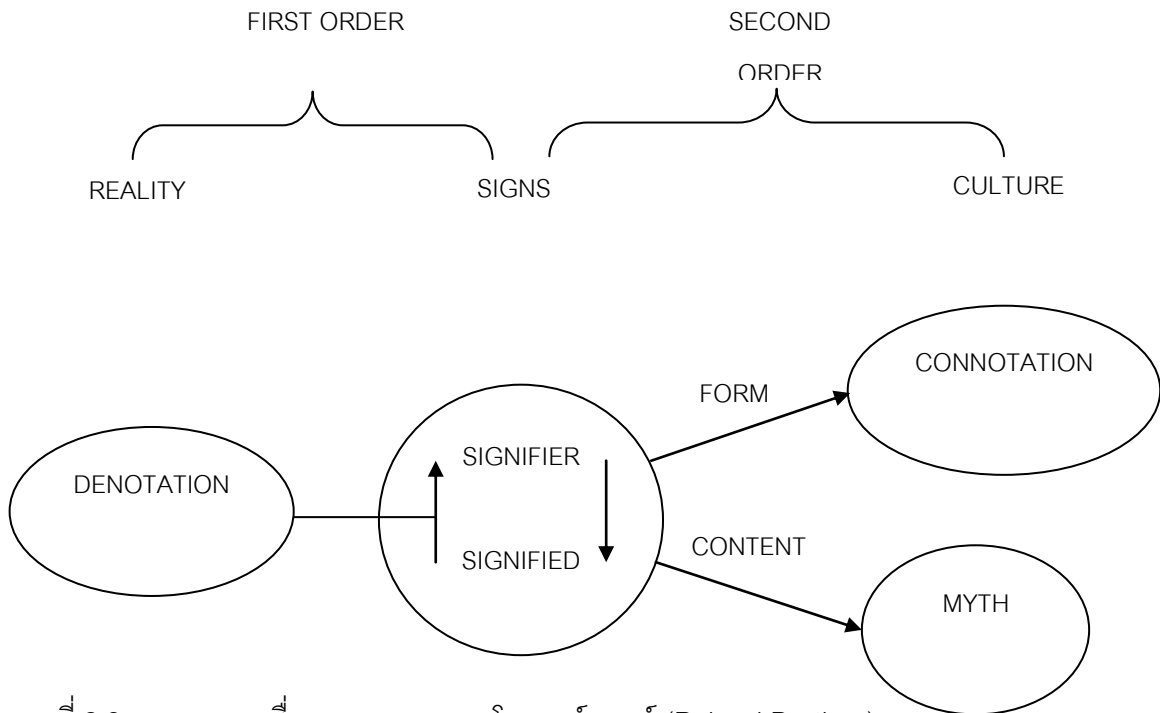 FIRST ORDER
SECOND
ORDER
REALITY
SIGNS
CULTURE
CONNOTATION
FORM
SIGNIFIER
DENOTATION
CONTENT
SIGNIFIED
MYTH
(Roland Barthes)